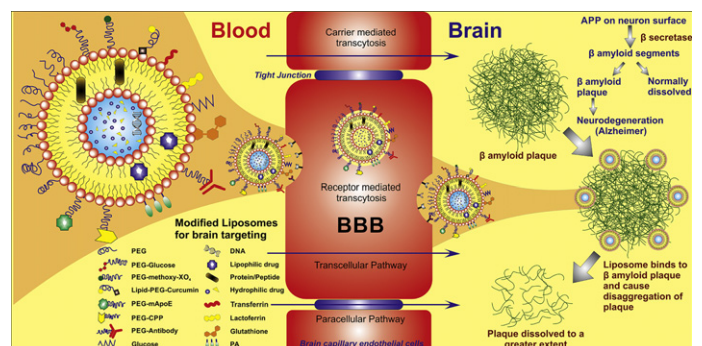 Blood
Carrier mediated
transcytosis
Brain
APP on neuron surface
β secretase
β amyloid segments
Tight Junction
β amyloid
plaque
Normally
dissolved
Neurodegeneration
(Alzheimer)
β amyloid plaque
Receptor mediated
transcytosis
BBB
Modified Liposomes
for brain targeting
PEG
PEG-Glucose
PEG-methoxy-XO,
Lipid-PEG-Curcumin
PEG-mApoE
PEG-CPP
PEG-Antibody
Glucose
DNA
Lipophilic drug
Protein/Peptide
Hydrophilic drug
Transferrin
Lactoferrin
Glutathione
PA
Transcellular Pathway
Paracellular Pathway
Brain capillary endothelial cells
Liposome binds to
β amyloid plaque
and cause
disaggregation of
plaque
Plaque dissolved to a
greater extent